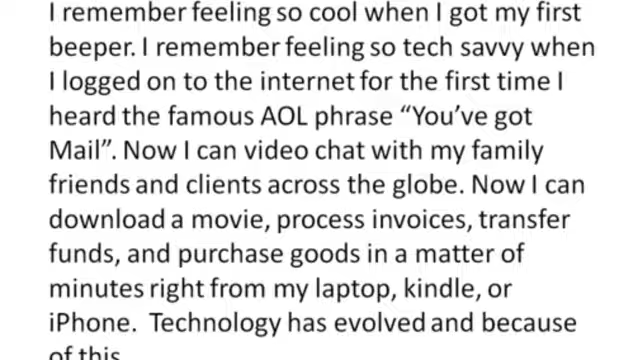 I remember feeling so cool when I got my first
beeper. I remember feeling so tech savvy when
I logged on to the internet for the first time I
heard the famous AOL phrase “You’ve got
Mail”. Now I can video chat with my family
friends and clients across the globe. Now I can
download a movie, process invoices, transfer
funds, and purchase goods in a matter of
minutes right from my laptop, kindle, or
iPhone.  Technology has evolved and because
of this